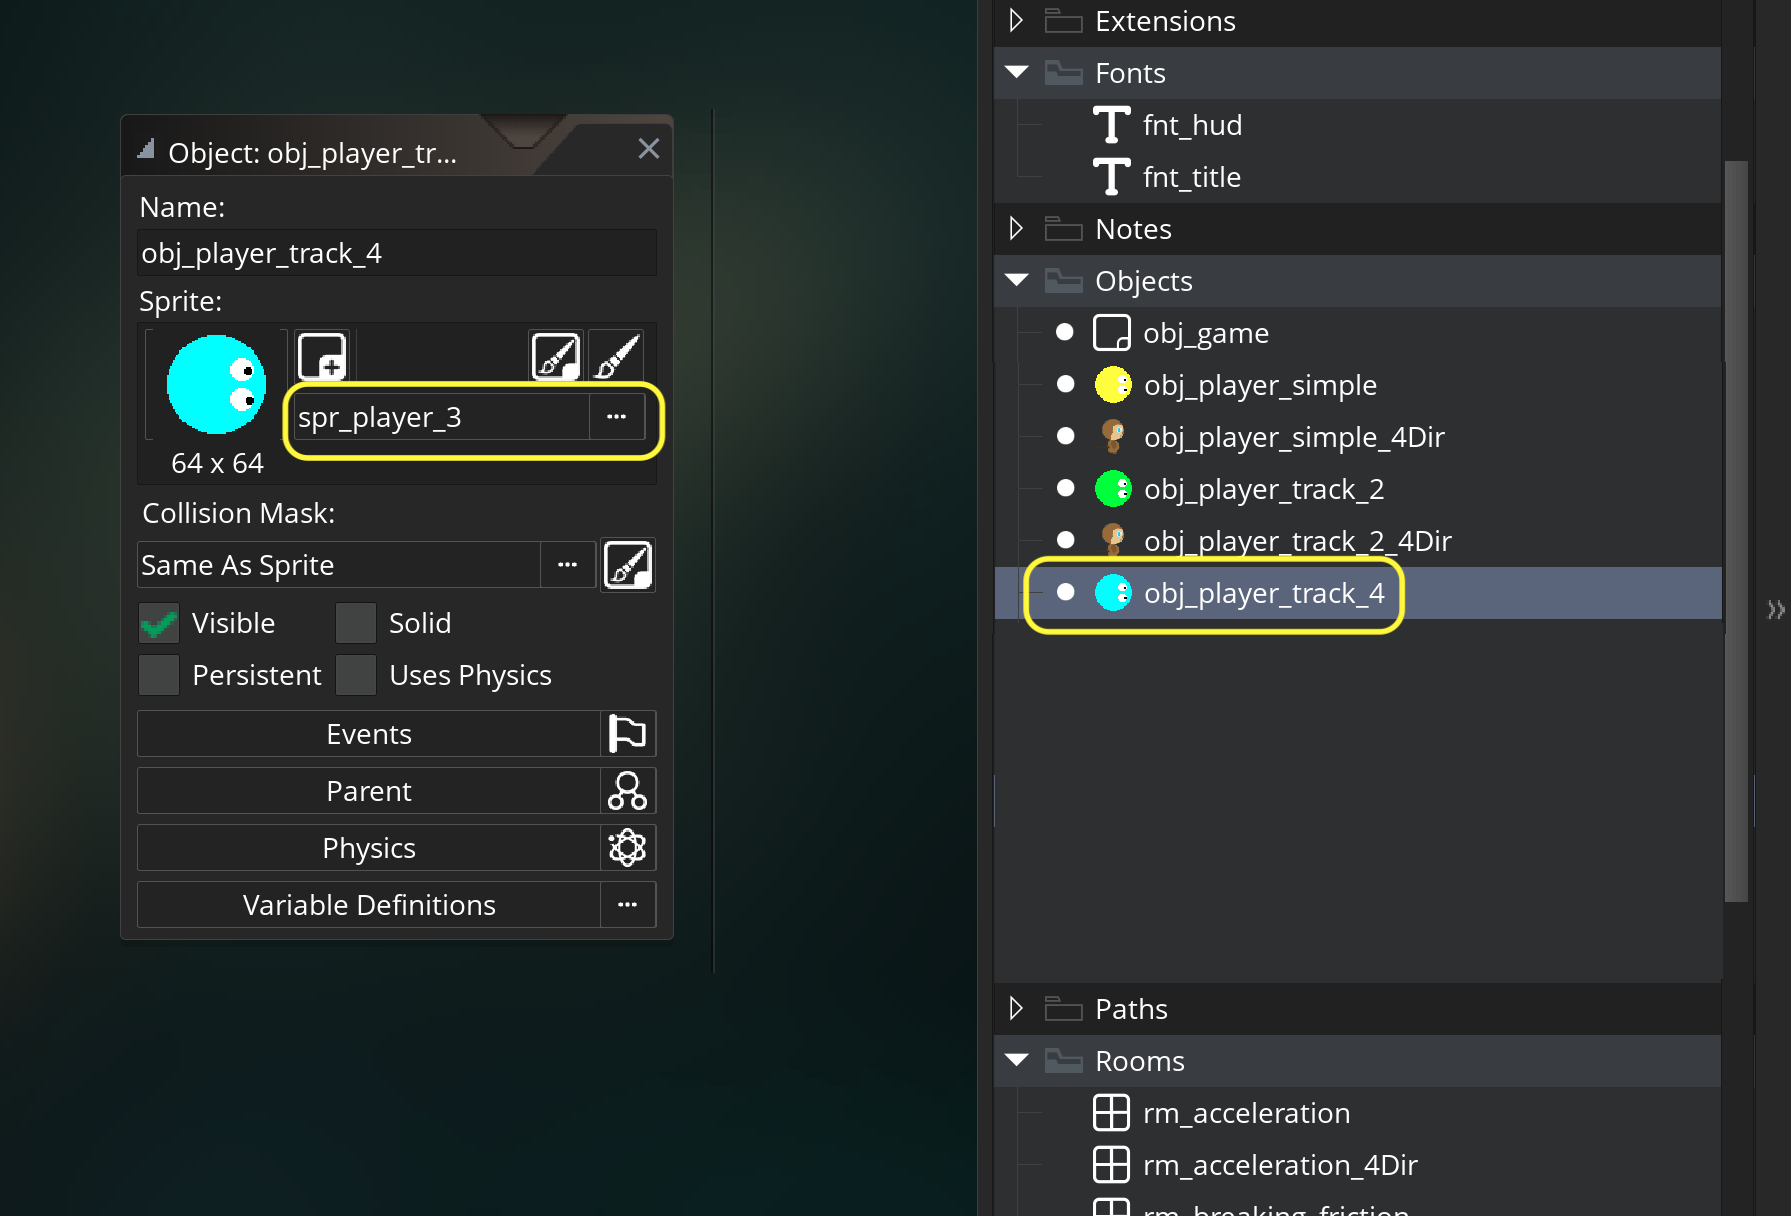 Object: obj_player_tr...
Name:
obj_player_track_4
Sprite:
spr_player_3
...
64 x 64
Collision Mask:
Same As Sprite
...
Visible
Solid
Persistent
Uses Physics
Events
Parent
Physics
Variable Definitions
...
Extensions
Fonts
fnt_hud
fnt_title
Notes
Objects
obj_game
obj_player_simple
obj_player_simple_4Dir
obj_player_track_2
obj_player_track_2_4Dir
obj_player_track_4
Paths
Rooms
rm_acceleration
rm_acceleration_4Dir
rm_breaking_friction